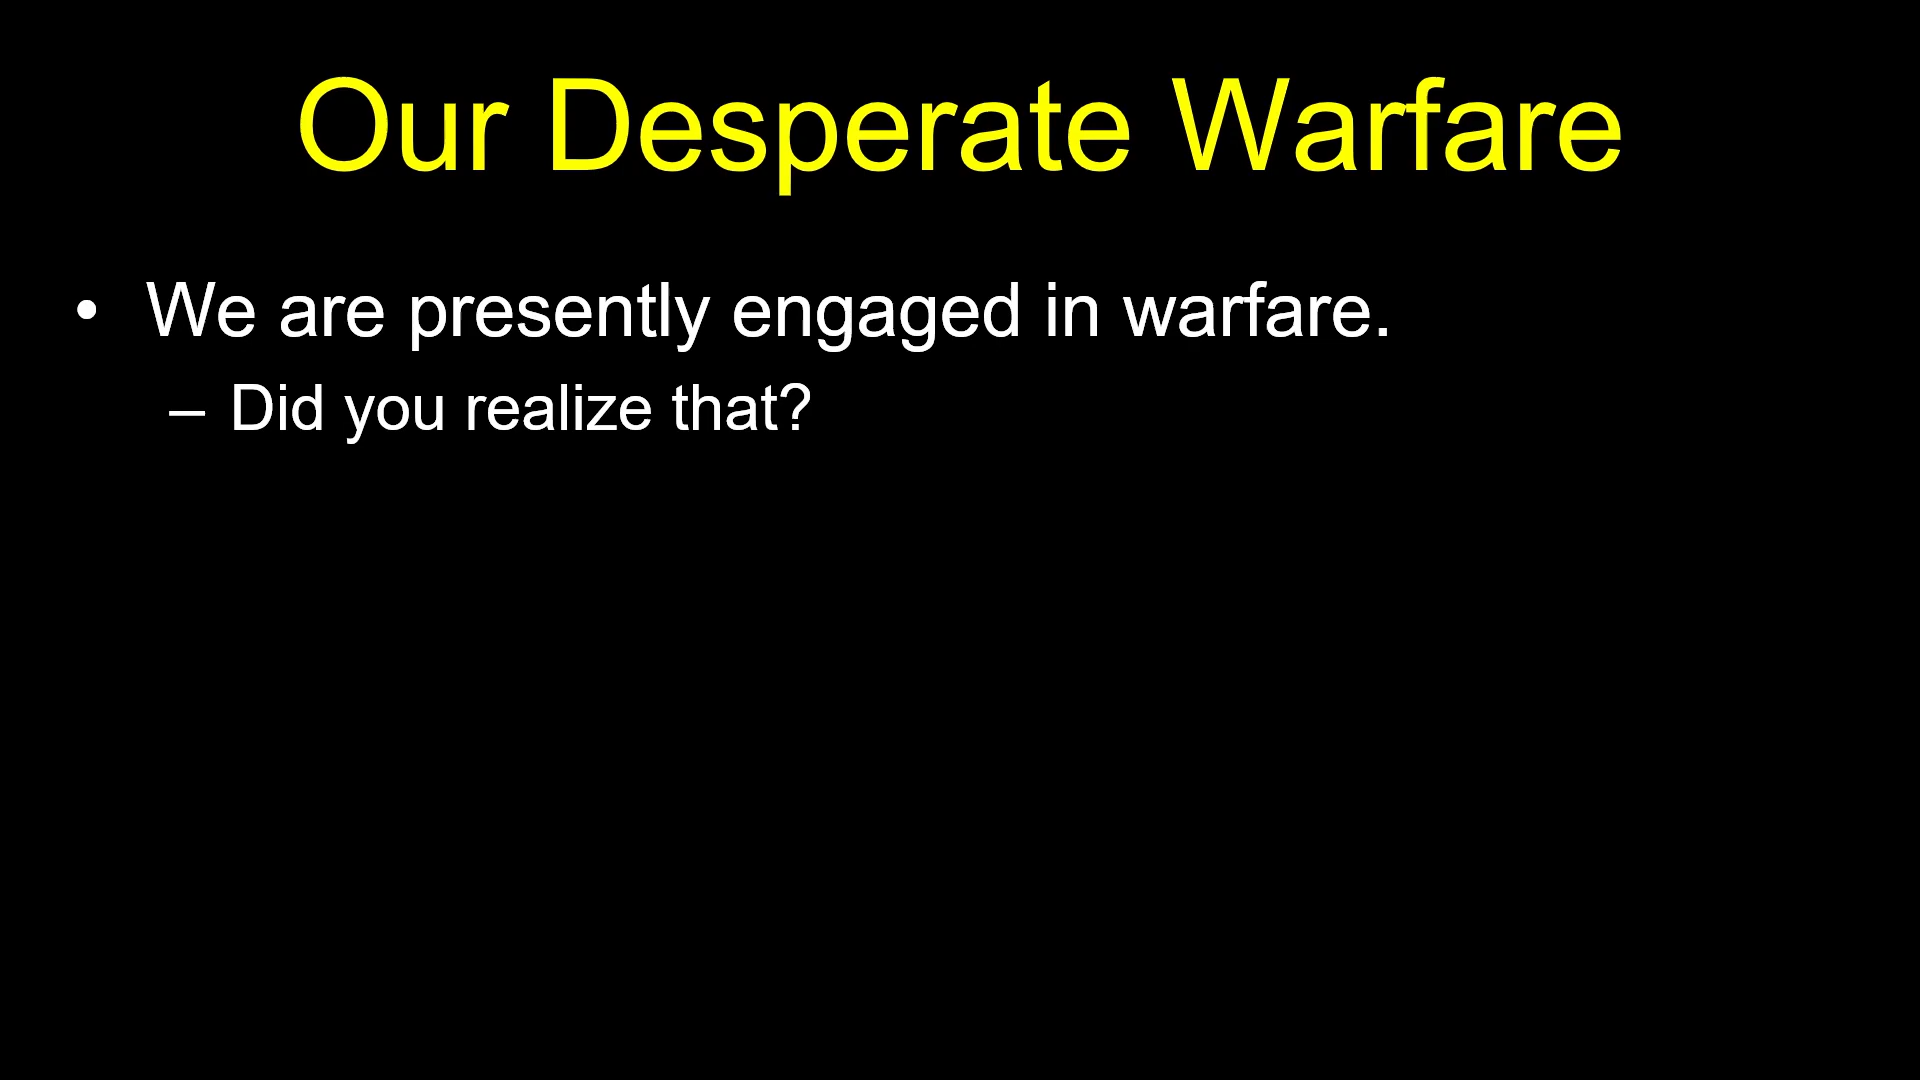 Our Desperate Warfare
• We are presently engaged in warfare.
– Did you realize that?